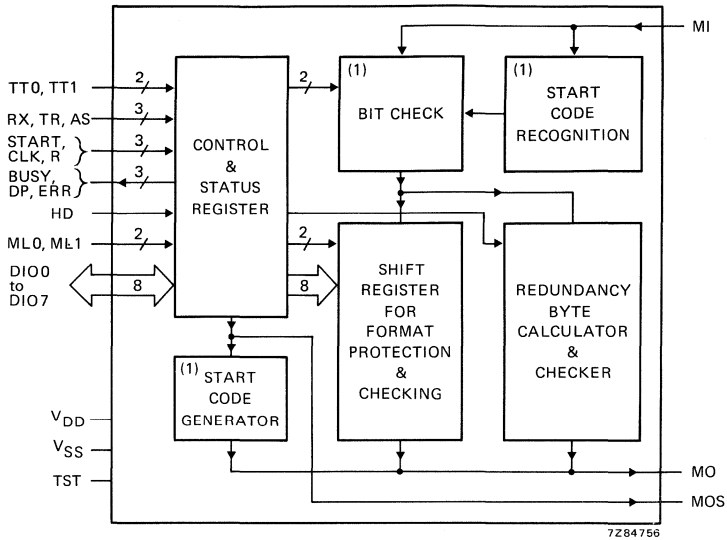 MI
TT0, TT1
2
2
(1)
BIT CHECK
(1)
START
CODE
RECOGNITION
RX, TR, AS
3
START,
CLK, R
3
BUSY,
DP, ERR
3
HD
ML0, ML1
2
2
CONTROL
&
STATUS
REGISTER
DIO0
to
DIO7
8
8
SHIFT
REGISTER
FOR
FORMAT
PROTECTION
&
CHECKING
REDUNDANCY
BYTE
CALCULATOR
&
CHECKER
(1)
START
CODE
GENERATOR
VDD
VSS
TST
MO
MOS
7Z84756